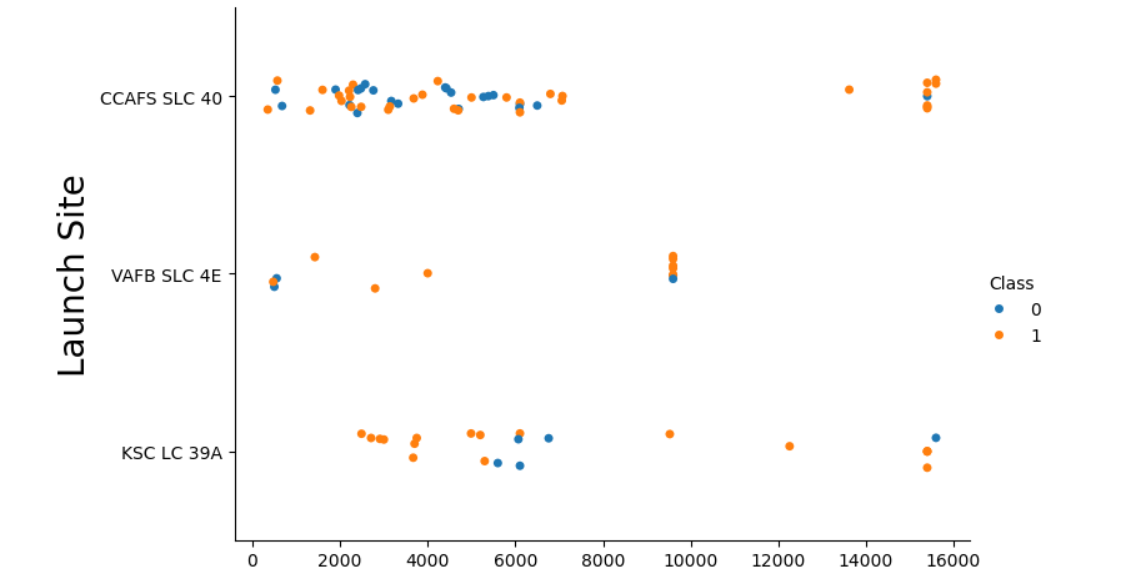 CCAFS SLC 40
VAFB SLC 4E
KSC LC 39A
Launch Site
0 2000 4000 6000 8000 10000 12000 14000 16000
Class
0
1